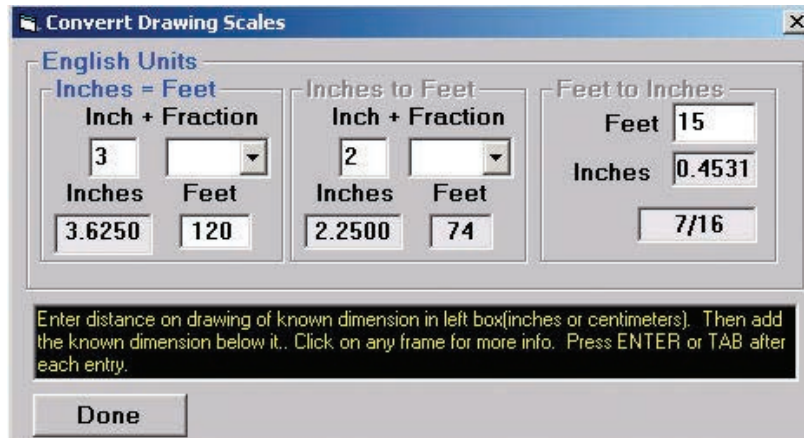 Converrt Drawing Scales
English Units
Inches = Feet
Inch + Fraction
3
Inches Feet
3.6250 120
Inches to Feet
Inch + Fraction
2
Inches Feet
2.2500 74
Feet to Inches
Feet 15
Inches 0.4531
7/16
Enter distance on drawing of known dimension in left box(inches or centimeters). Then add
the known dimension below it.. Click on any frame for more info. Press ENTER or TAB after
each entry.
Done